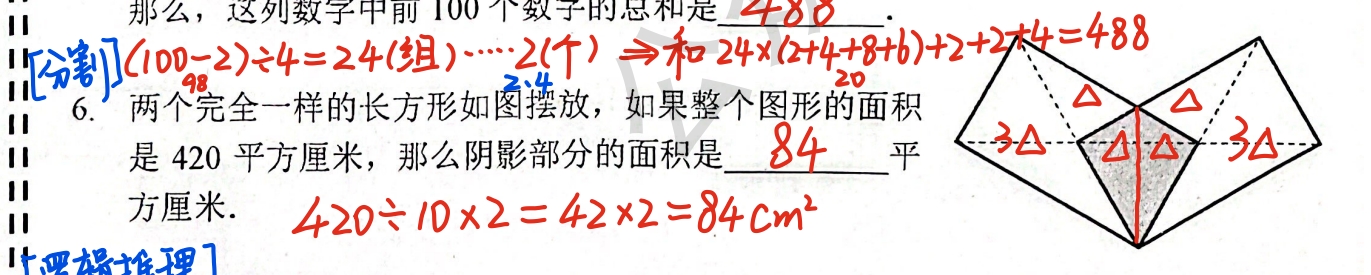 那么，这列数字中前 100 个数字的总和是 488 .
[分割] (100-2)÷4=24(组)……2(个) ⇒和 24×(2+4+8+6)+2+2+4=488
98 2、4 20
6. 两个完全一样的长方形如图摆放，如果整个图形的面积
是 420 平方厘米，那么阴影部分的面积是 84 平
方厘米.
420÷10×2=42×2=84cm²
△ △
3△ △ △ 3△
[逻辑推理]